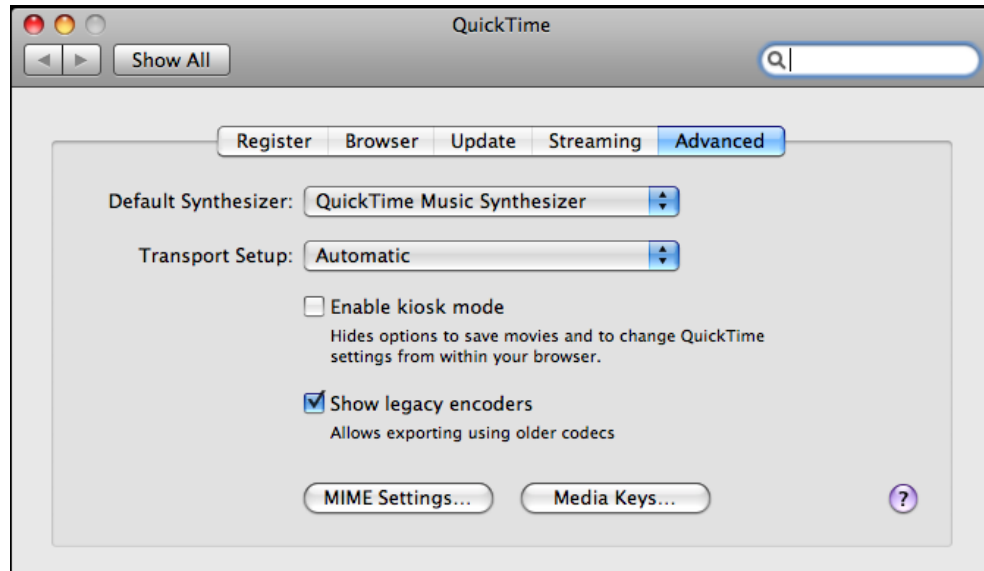 QuickTime
Show All
Register Browser Update Streaming Advanced
Default Synthesizer: QuickTime Music Synthesizer
Transport Setup: Automatic
Enable kiosk mode
Hides options to save movies and to change QuickTime
settings from within your browser.
Show legacy encoders
Allows exporting using older codecs
MIME Settings... Media Keys... ?